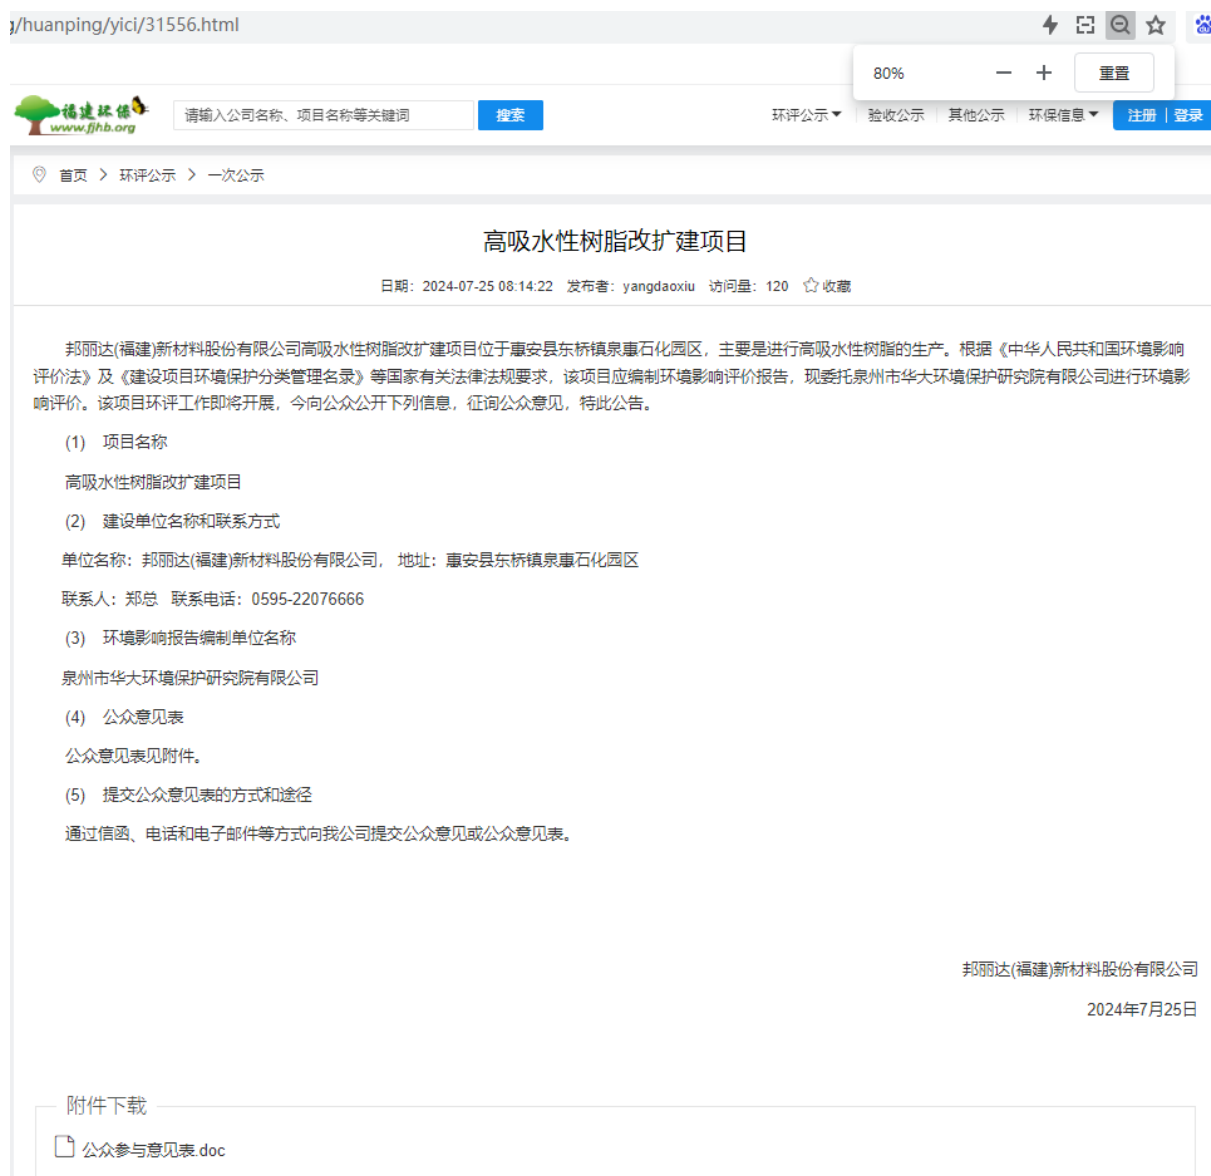 g/huanping/yici/31556.html
80% 重置
福建环保 www.fjhb.org
请输入公司名称、项目名称等关键词 搜索 环评公示 验收公示 其他公示 环保信息 注册 | 登录
首页 > 环评公示 > 一次公示
高吸水性树脂改扩建项目
日期：2024-07-25 08:14:22 发布者：yangdaoxiu 访问量：120 收藏
邦丽达(福建)新材料股份有限公司高吸水性树脂改扩建项目位于惠安县东桥镇泉惠石化园区，主要是进行高吸水性树脂的生产。根据《中华人民共和国环境影响
评价法》及《建设项目环境保护分类管理名录》等国家有关法律法规要求，该项目应编制环境影响评价报告，现委托泉州市华大环境保护研究院有限公司进行环境影
响评价。该项目环评工作即将开展，今向公众公开下列信息，征询公众意见，特此公告。
(1) 项目名称
高吸水性树脂改扩建项目
(2) 建设单位名称和联系方式
单位名称：邦丽达(福建)新材料股份有限公司， 地址：惠安县东桥镇泉惠石化园区
联系人：郑总 联系电话：0595-22076666
(3) 环境影响报告编制单位名称
泉州市华大环境保护研究院有限公司
(4) 公众意见表
公众意见表见附件。
(5) 提交公众意见表的方式和途径
通过信函、电话和电子邮件等方式向我公司提交公众意见或公众意见表。
邦丽达(福建)新材料股份有限公司
2024年7月25日
附件下载
公众参与意见表.doc